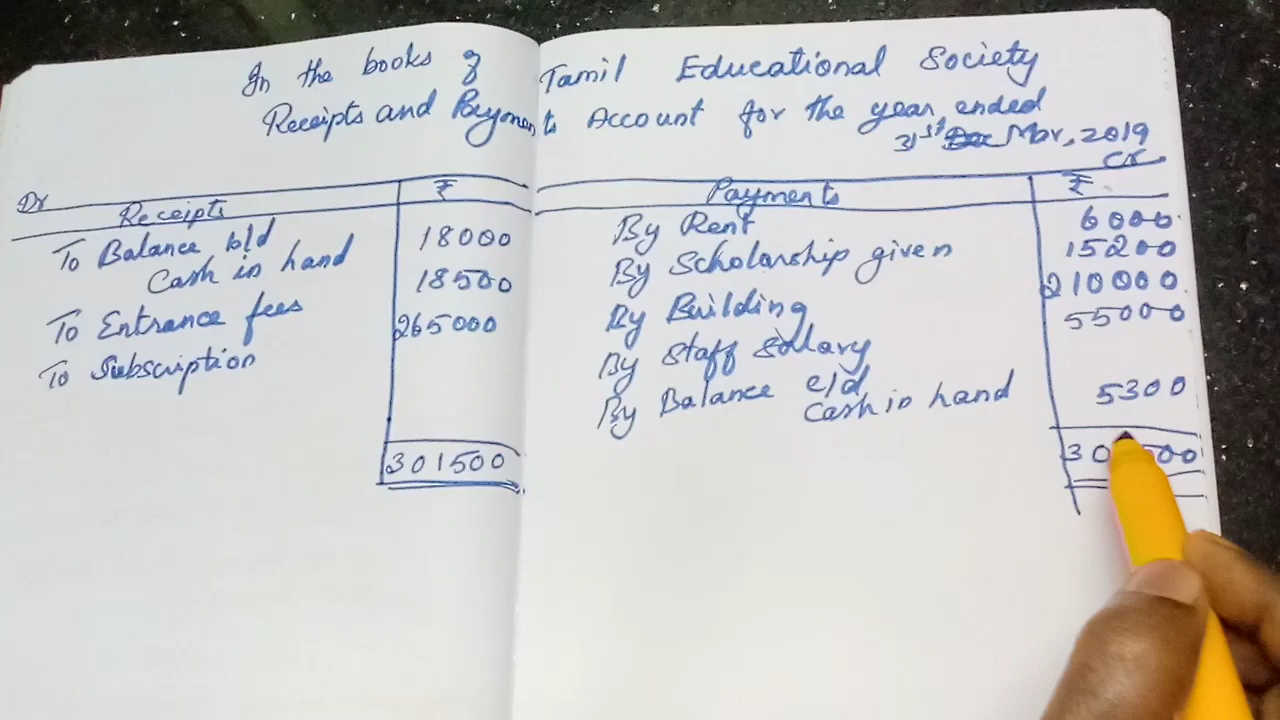 In the books of Tamil Educational Society
Receipts and Payments Account for the year ended
31st Mar, 2019
Dr
Cr
Receipts ₹
To Balance b/d
Cash in hand 18000
To Entrance fees 18500
To Subscription 265000
301500
Payments ₹
By Rent 6000
By Scholarship given 15200
By Building 210000
By Staff Salary 55000
By Balance c/d
Cash in hand 5300